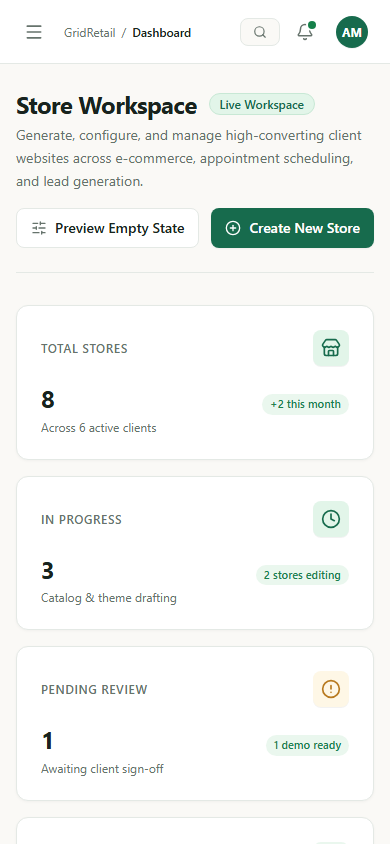 GridRetail / Dashboard
AM
Store Workspace
Live Workspace
Generate, configure, and manage high-converting client
websites across e-commerce, appointment scheduling,
and lead generation.
Preview Empty State
Create New Store
TOTAL STORES
8
+2 this month
Across 6 active clients
IN PROGRESS
3
2 stores editing
Catalog & theme drafting
PENDING REVIEW
1
1 demo ready
Awaiting client sign-off